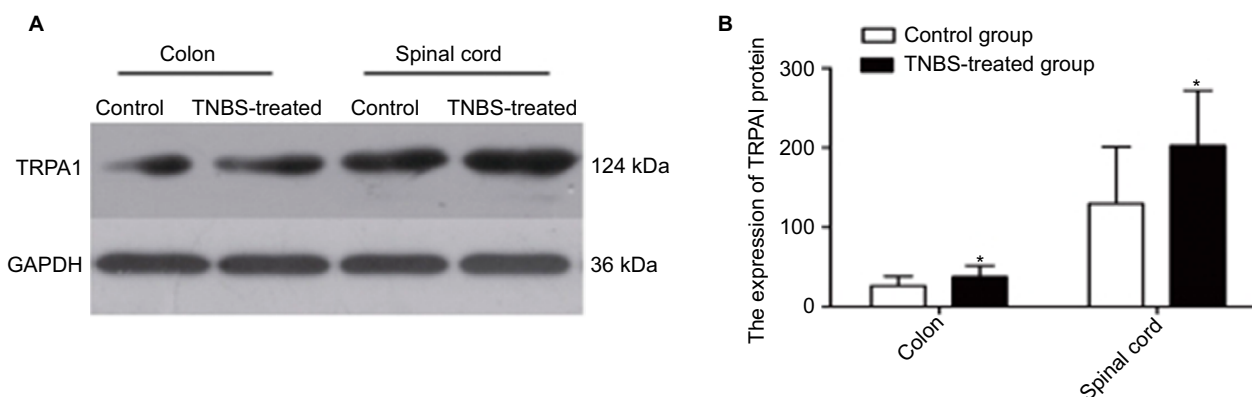 A
Colon
Spinal cord
Control
TNBS-treated
Control
TNBS-treated
TRPA1
124 kDa
GAPDH
36 kDa
B
Control group
TNBS-treated group
The expression of TRPAI protein
300
200
100
0
*
*
Colon
Spinal cord